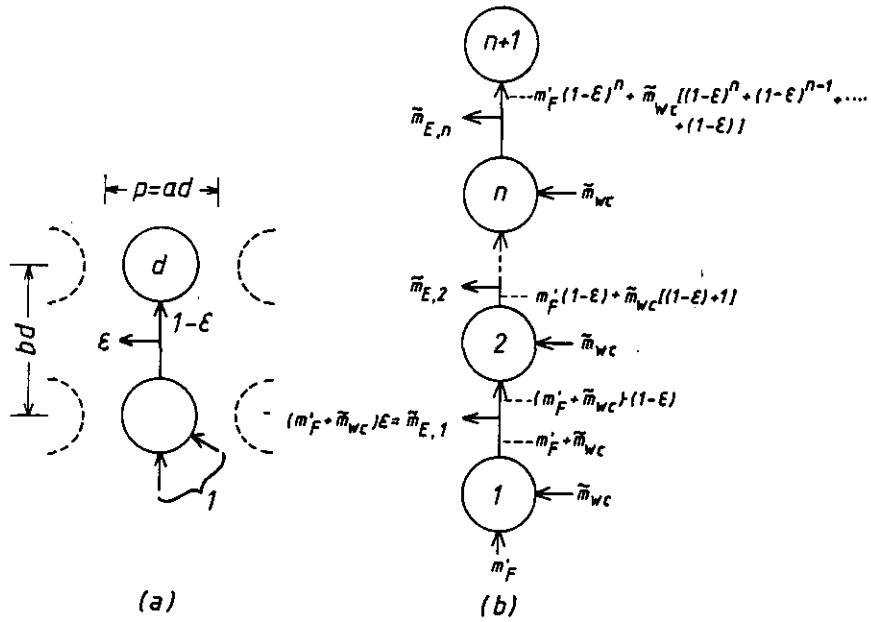 n+1
m'F (1-ε)^n + m̃wc [(1-ε)^n + (1-ε)^n-1 + ....
+ (1-ε)]
m̃E,n
p=ad
n
m̃wc
d
m̃E,2
m'F (1-ε) + m̃wc [(1-ε) + 1]
bd
1-ε
ε
2
m̃wc
(m'F + m̃wc) ε = m̃E,1
(m'F + m̃wc)·(1-ε)
m'F + m̃wc
1
1
m̃wc
m'F
(a)
(b)